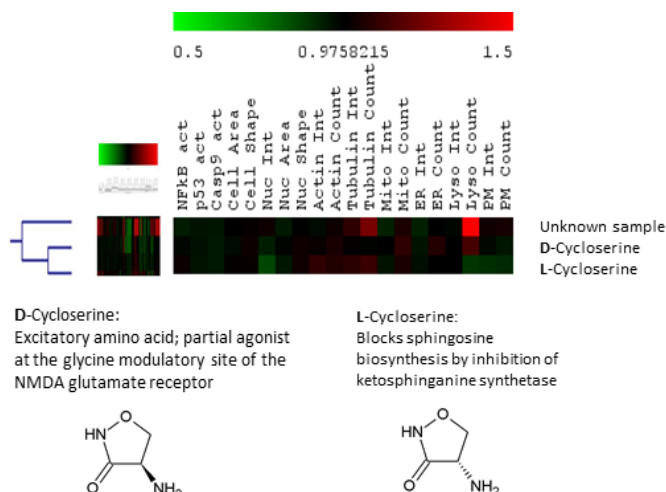 0.5 0.9758215 1.5
NFkB act
p53 act
Casp9 act
Cell Area
Cell Shape
Nuc Int
Nuc Area
Nuc Shape
Actin Int
Actin Count
Tubulin Int
Tubulin Count
Mito Int
Mito Count
ER Int
ER Count
Lyso Int
Lyso Count
PM Int
PM Count
Unknown sample
D-Cycloserine
L-Cycloserine
D-Cycloserine:
Excitatory amino acid; partial agonist
at the glycine modulatory site of the
NMDA glutamate receptor
L-Cycloserine:
Blocks sphingosine
biosynthesis by inhibition of
ketosphinganine synthetase
O
HN
O
NH2
O
HN
O
NH2